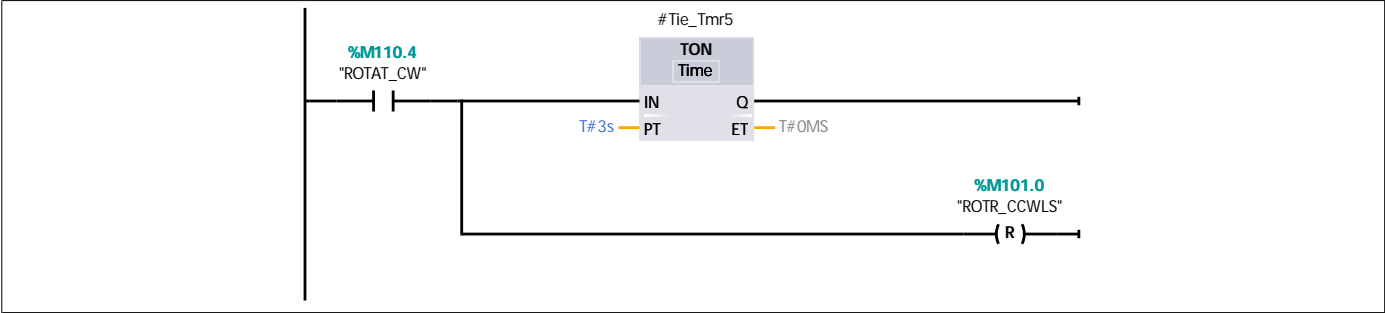 #Tie_Tmr5
%M110.4
"ROTAT_CW"
TON
Time
IN
Q
T#3s
PT
ET
T#0MS
%M101.0
"ROTR_CCWLS"
R